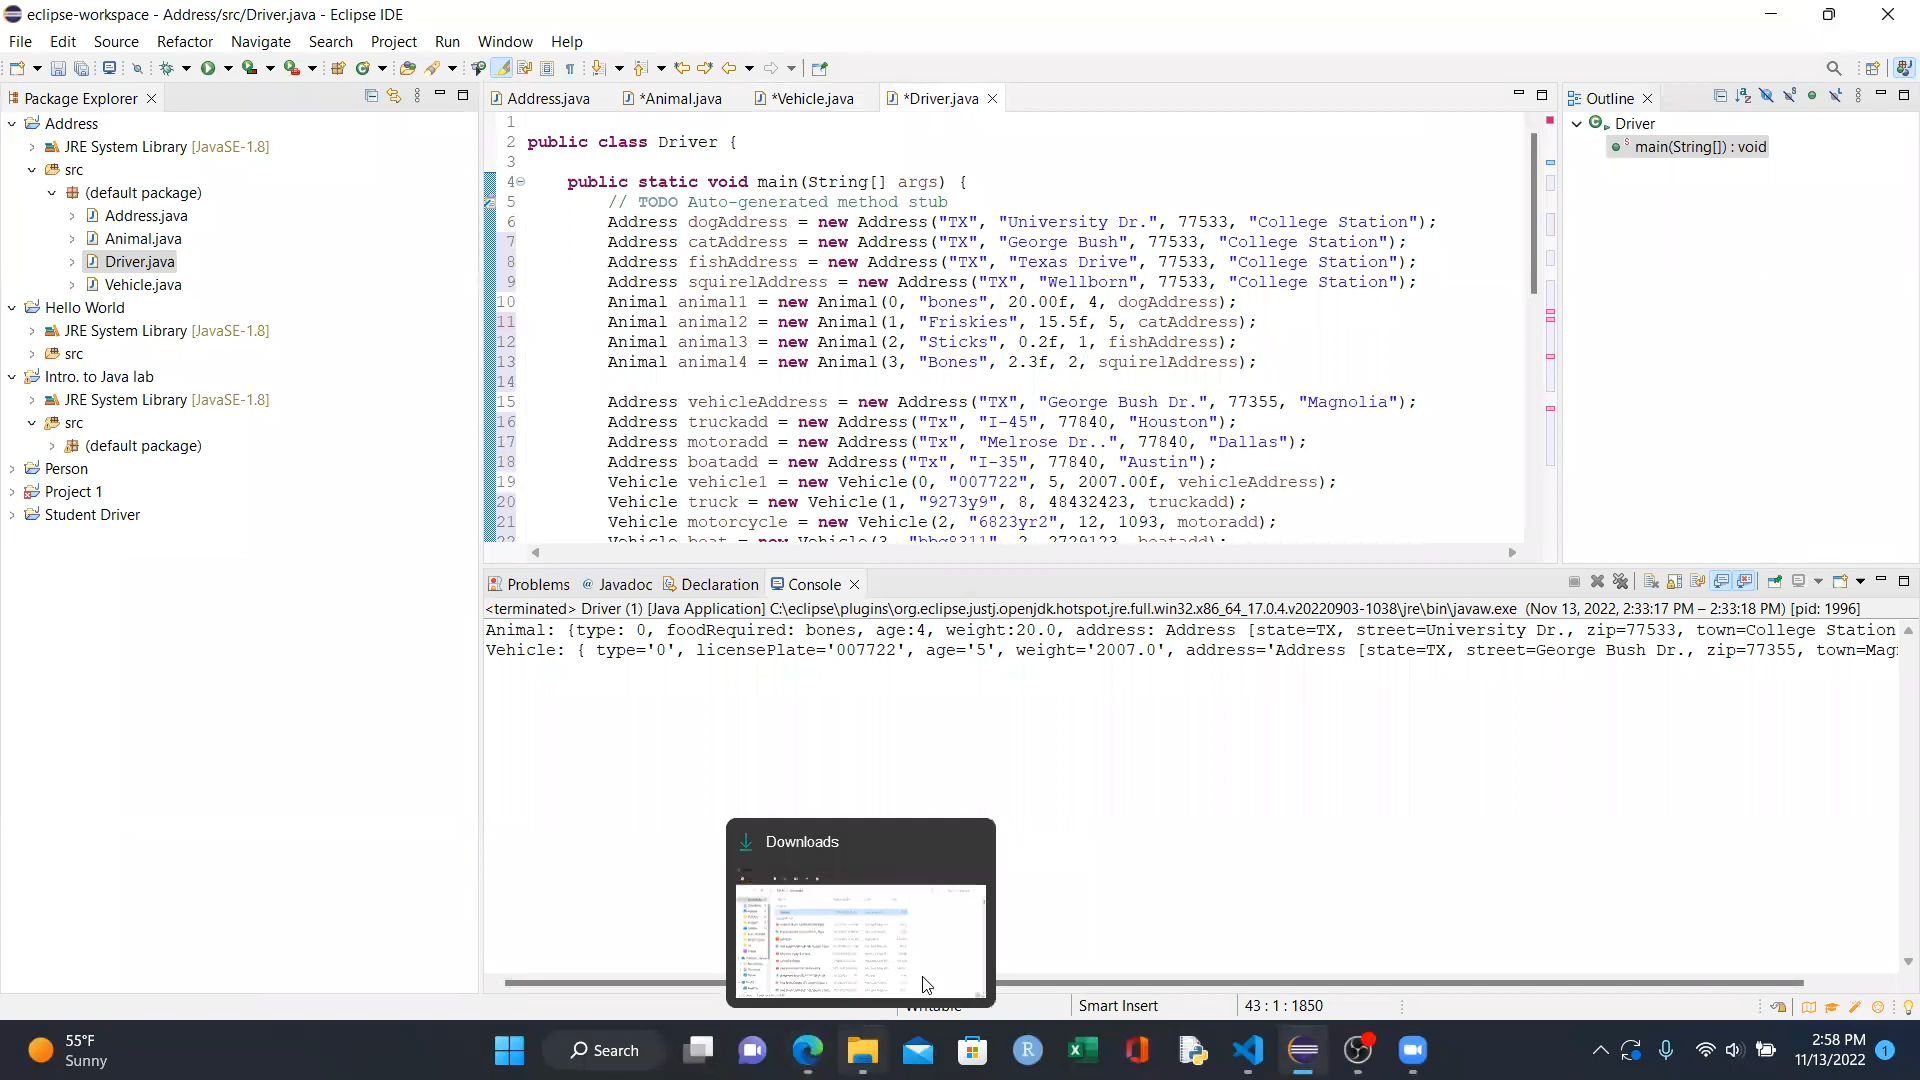 eclipse-workspace - Address/src/Driver.java - Eclipse IDE
File Edit Source Refactor Navigate Search Project Run Window Help
Package Explorer
Address
JRE System Library [JavaSE-1.8]
src
(default package)
Address.java
Animal.java
Driver.java
Vehicle.java
Hello World
JRE System Library [JavaSE-1.8]
src
Intro. to Java lab
JRE System Library [JavaSE-1.8]
src
(default package)
Person
Project 1
Student Driver
Address.java *Animal.java *Vehicle.java *Driver.java
1
2 public class Driver {
3
4 public static void main(String[] args) {
5 // TODO Auto-generated method stub
6 Address dogAddress = new Address("TX", "University Dr.", 77533, "College Station");
7 Address catAddress = new Address("TX", "George Bush", 77533, "College Station");
8 Address fishAddress = new Address("TX", "Texas Drive", 77533, "College Station");
9 Address squirelAddress = new Address("TX", "Wellborn", 77533, "College Station");
10 Animal animal1 = new Animal(0, "bones", 20.00f, 4, dogAddress);
11 Animal animal2 = new Animal(1, "Friskies", 15.5f, 5, catAddress);
12 Animal animal3 = new Animal(2, "Sticks", 0.2f, 1, fishAddress);
13 Animal animal4 = new Animal(3, "Bones", 2.3f, 2, squirelAddress);
14
15 Address vehicleAddress = new Address("TX", "George Bush Dr.", 77355, "Magnolia");
16 Address truckadd = new Address("Tx", "I-45", 77840, "Houston");
17 Address motoradd = new Address("Tx", "Melrose Dr..", 77840, "Dallas");
18 Address boatadd = new Address("Tx", "I-35", 77840, "Austin");
19 Vehicle vehicle1 = new Vehicle(0, "007722", 5, 2007.00f, vehicleAddress);
20 Vehicle truck = new Vehicle(1, "9273y9", 8, 48432423, truckadd);
21 Vehicle motorcycle = new Vehicle(2, "6823yr2", 12, 1093, motoradd);
22 Vehicle boat = new Vehicle(3, "bbg8311", 2, 2729123, boatadd);
Outline
Driver
main(String[]) : void
Problems Javadoc Declaration Console
<terminated> Driver (1) [Java Application] C:\eclipse\plugins\org.eclipse.justj.openjdk.hotspot.jre.full.win32.x86_64_17.0.4.v20220903-1038\jre\bin\javaw.exe (Nov 13, 2022, 2:33:17 PM – 2:33:18 PM) [pid: 1996]
Animal: {type: 0, foodRequired: bones, age:4, weight:20.0, address: Address [state=TX, street=University Dr., zip=77533, town=College Station
Vehicle: { type='0', licensePlate='007722', age='5', weight='2007.0', address='Address [state=TX, street=George Bush Dr., zip=77355, town=Mag
Downloads
Writable Smart Insert 43 : 1 : 1850
55°F
Sunny
Search
2:58 PM
11/13/2022
1